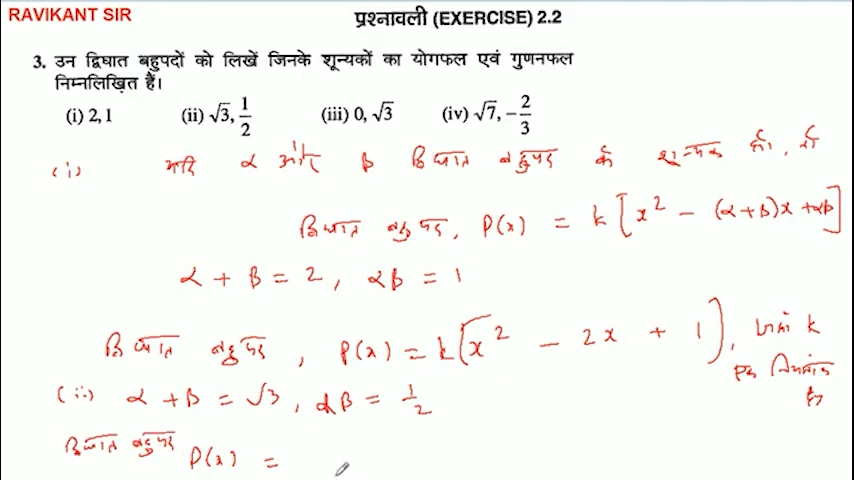 RAVIKANT SIR
प्रश्नावली (EXERCISE) 2.2
3. उन द्विघात बहुपदों को लिखें जिनके शून्यकों का योगफल एवं गुणनफल
निम्नलिखित हैं।
(i) 2, 1 (ii) √3, 1/2 (iii) 0, √3 (iv) √7, -2/3
(i) यदि α और β द्विघात बहुपद के शून्यक हो, तो
द्विघात बहुपद, P(x) = k[x² - (α+β)x + αβ]
α + β = 2, αβ = 1
द्विघात बहुपद, P(x) = k[x² - 2x + 1], जहाँ k
एक नियतांक है
(ii) α + β = √3, αβ = 1/2
द्विघात बहुपद P(x) =